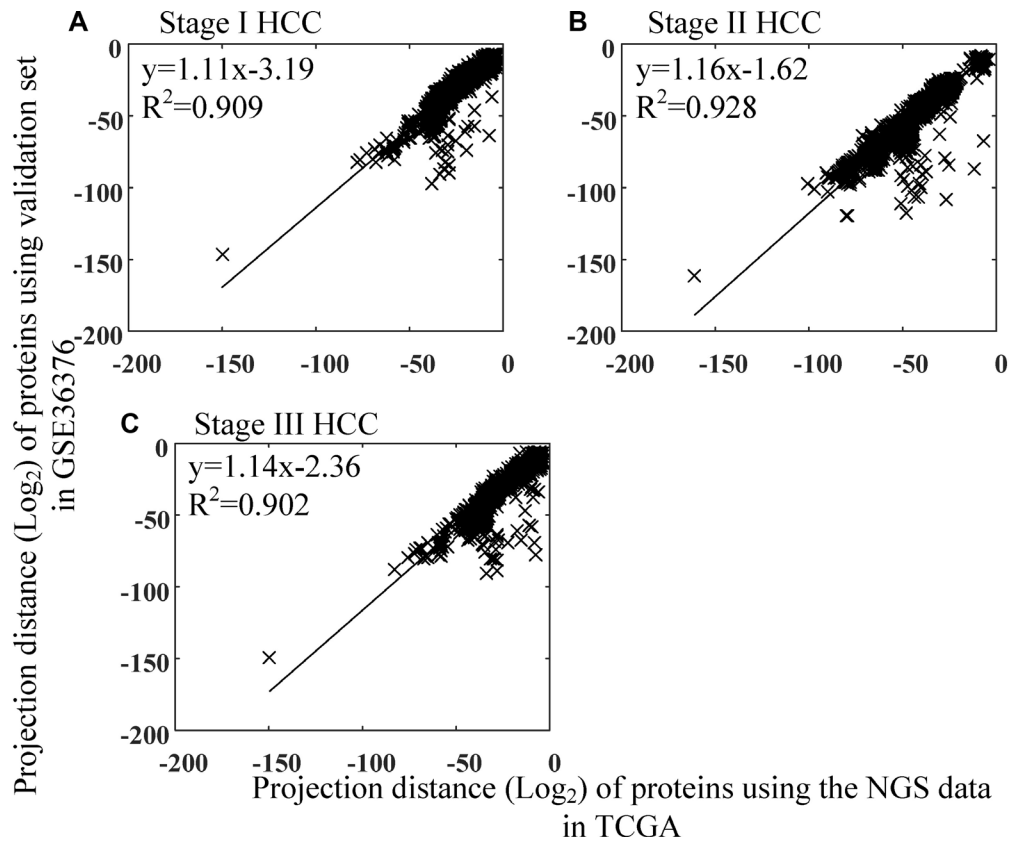 Projection distance (Log₂) of proteins using validation set
in GSE36376
A
Stage I HCC
y=1.11x-3.19
R²=0.909
0
-50
-100
-150
-200
-200 -150 -100 -50 0
B
Stage II HCC
y=1.16x-1.62
R²=0.928
0
-50
-100
-150
-200
-200 -150 -100 -50 0
C
Stage III HCC
y=1.14x-2.36
R²=0.902
0
-50
-100
-150
-200
-200 -150 -100 -50 0
Projection distance (Log₂) of proteins using the NGS data
in TCGA